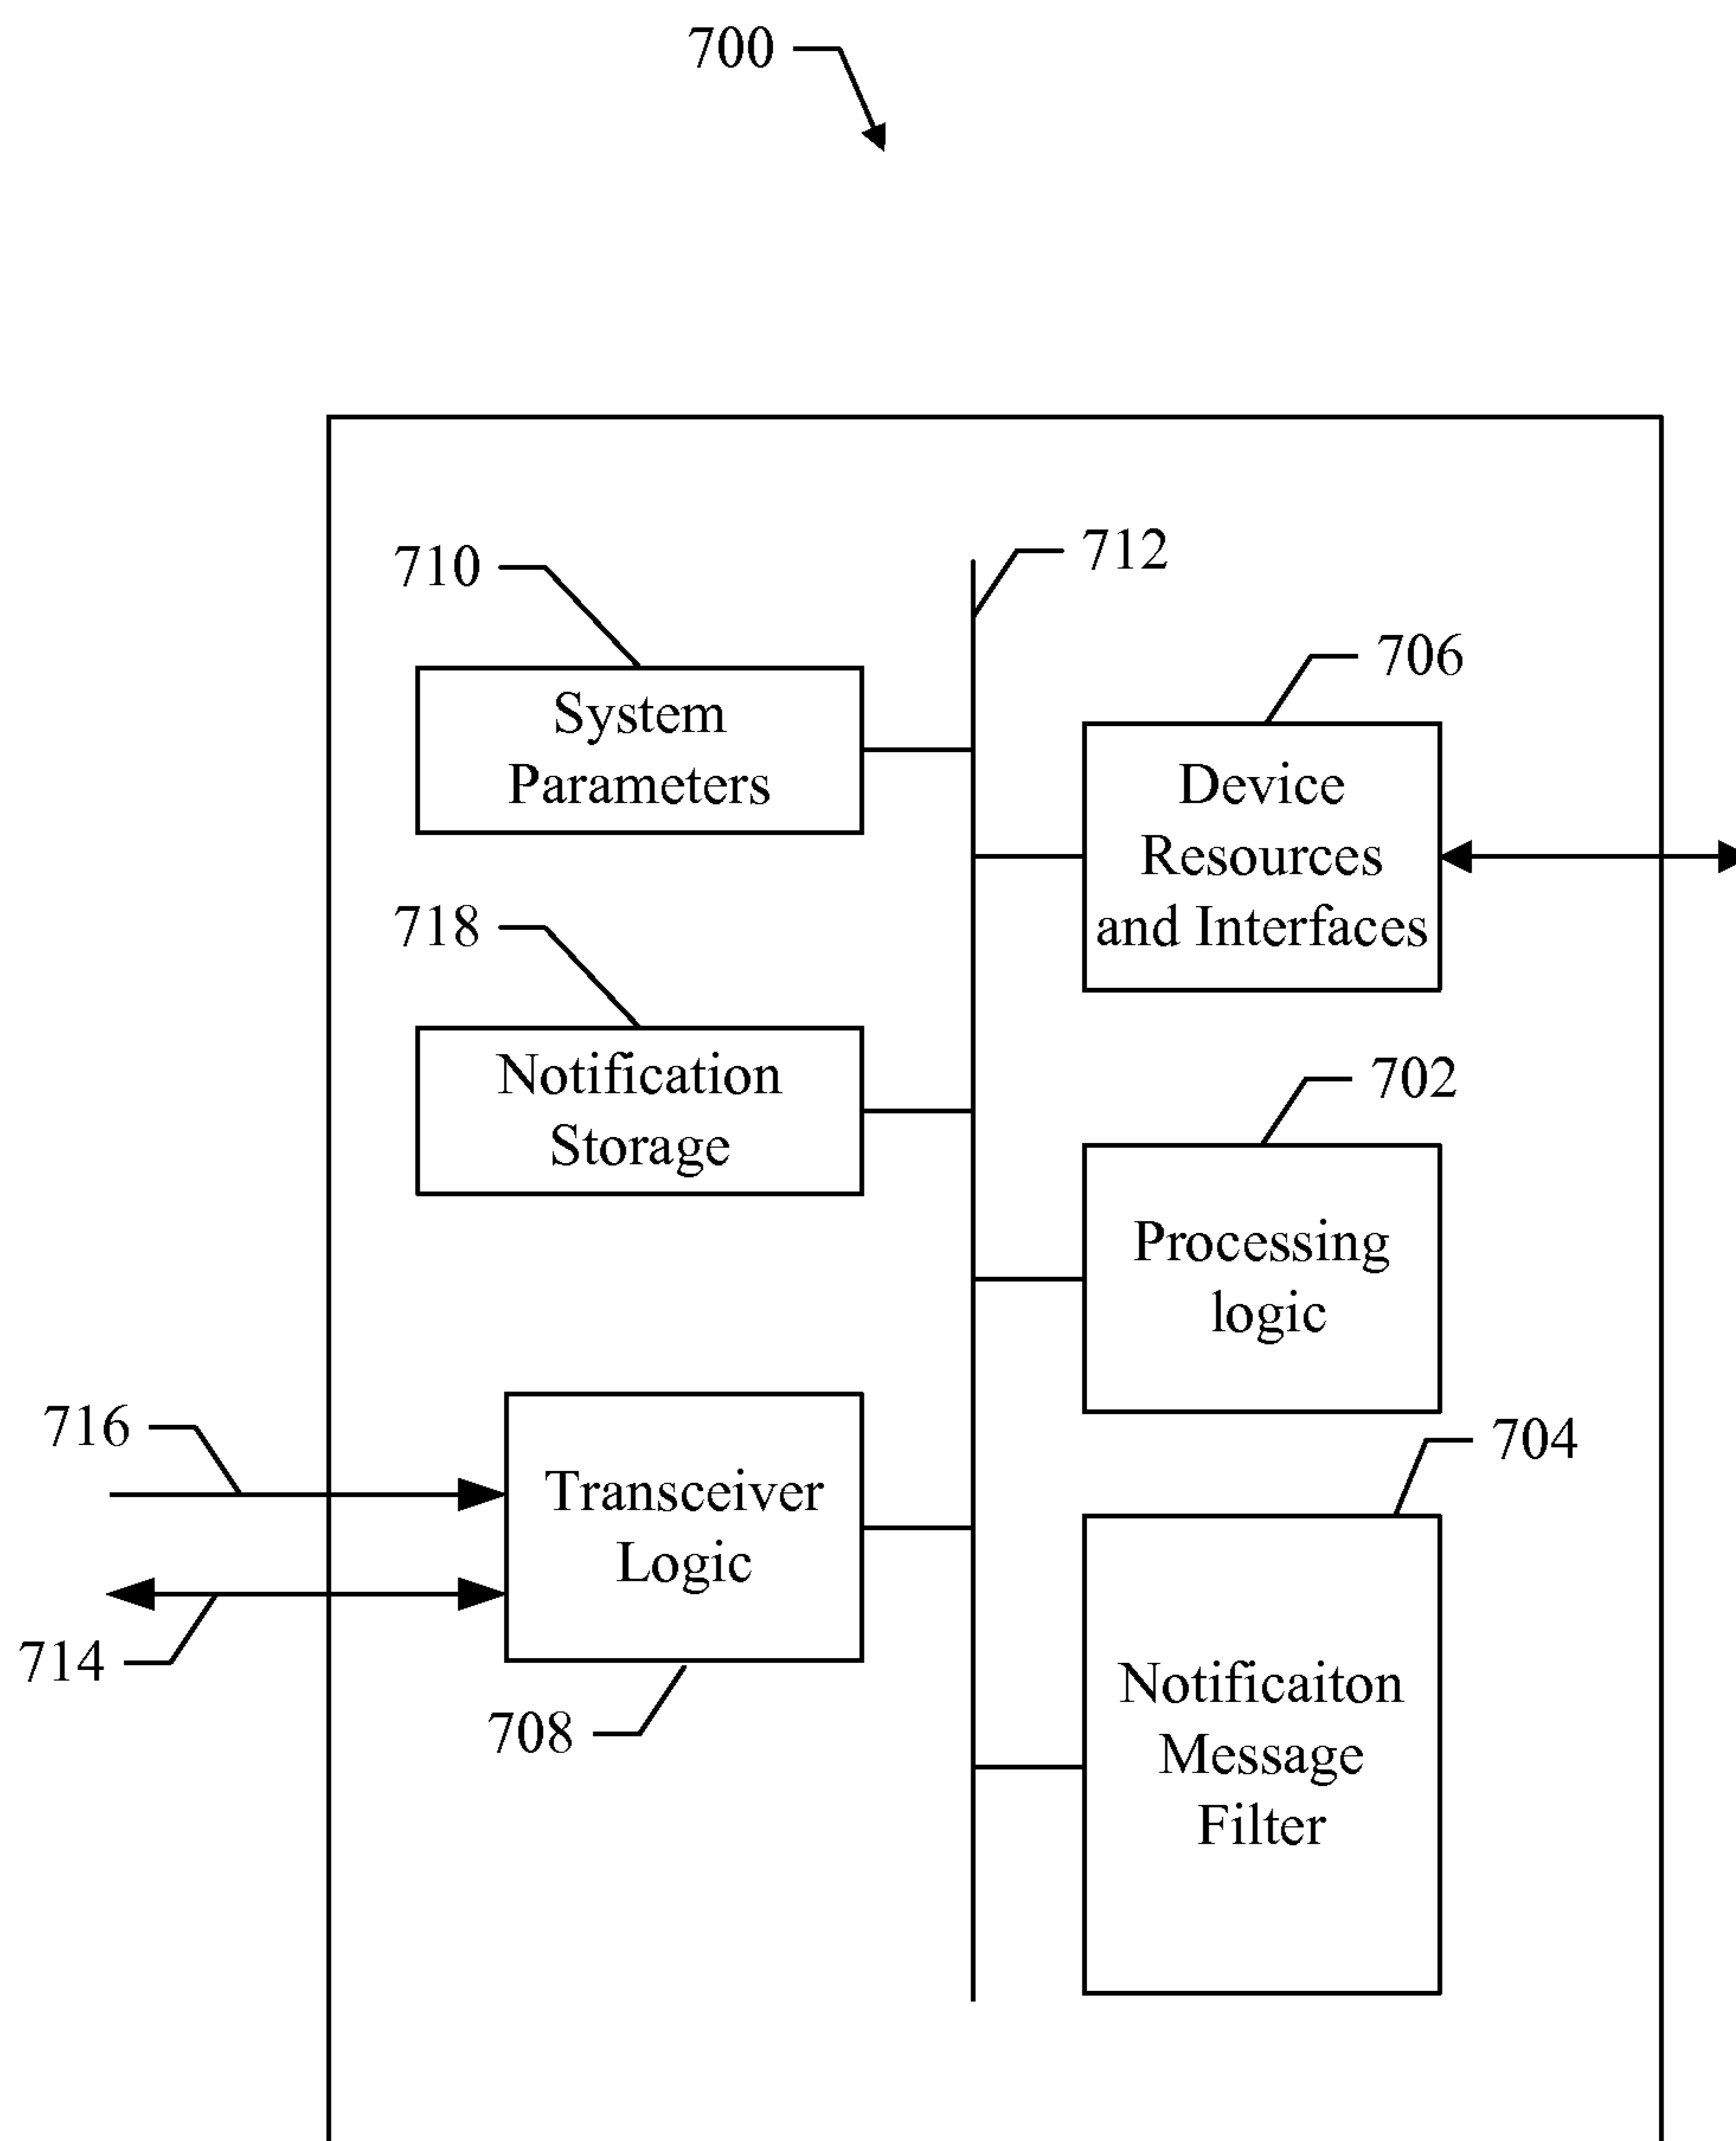 700
712
710
706
System
Parameters
Device
Resources
and Interfaces
718
Notification
Storage
702
Processing
logic
716
704
Transceiver
Logic
714
708
Notificaiton
Message
Filter